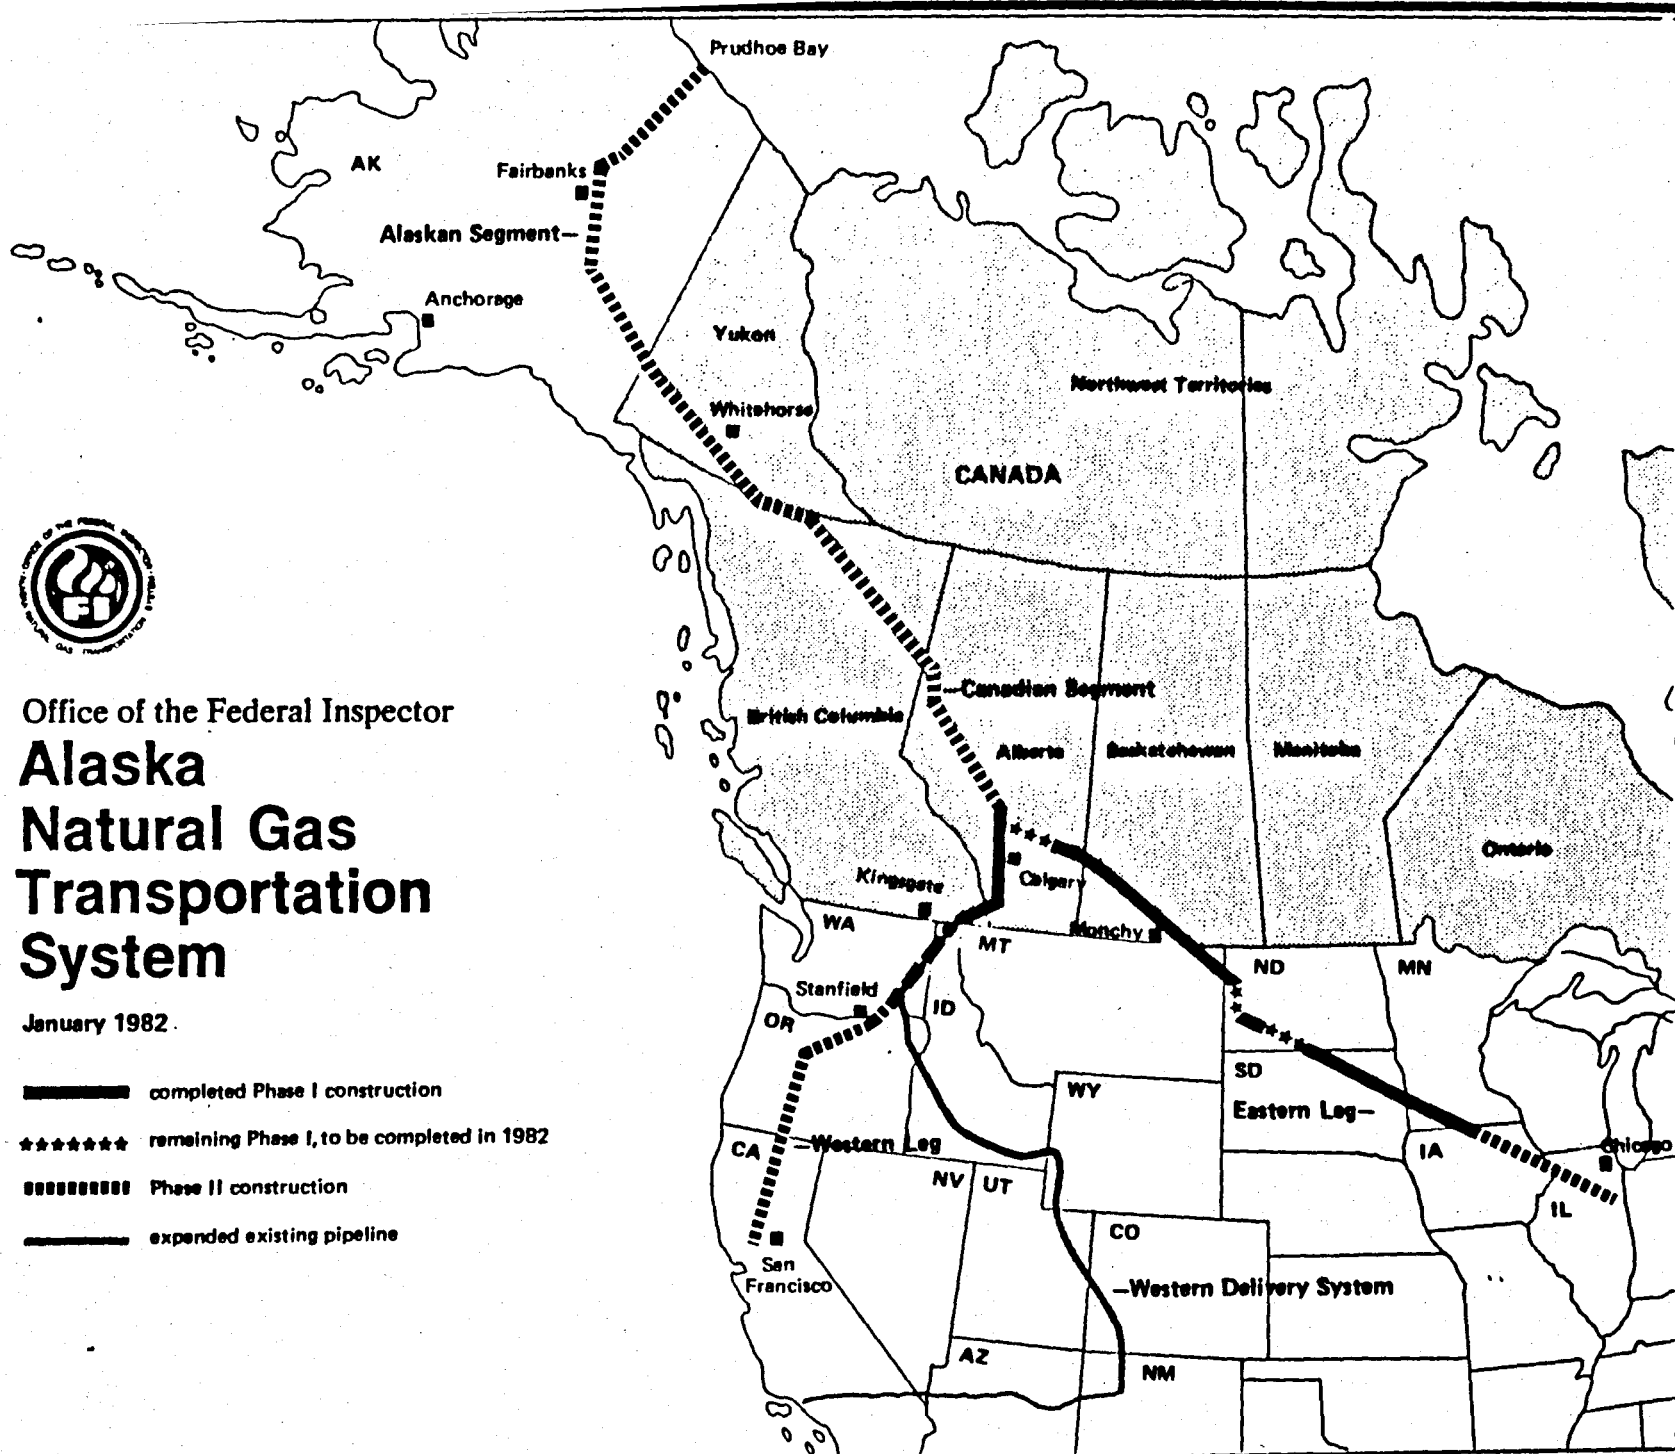 Prudhoe Bay
AK
Fairbanks
Alaskan Segment—
Anchorage
Yukon
Northwest Territories
Whitehorse
CANADA
Office of the Federal Inspector
Alaska
Natural Gas
Transportation
System
January 1982
completed Phase I construction
remaining Phase I, to be completed in 1982
Phase II construction
expanded existing pipeline
—Canadian Segment
British Columbia
Alberta
Saskatchewan
Manitoba
Ontario
Kingsgate
Calgary
WA
MT
Monchy
ND
MN
Stanfield
ID
OR
SD
WY
Eastern Leg—
CA
—Western Leg
IA
Chicago
NV
UT
IL
CO
San
Francisco
—Western Delivery System
AZ
NM